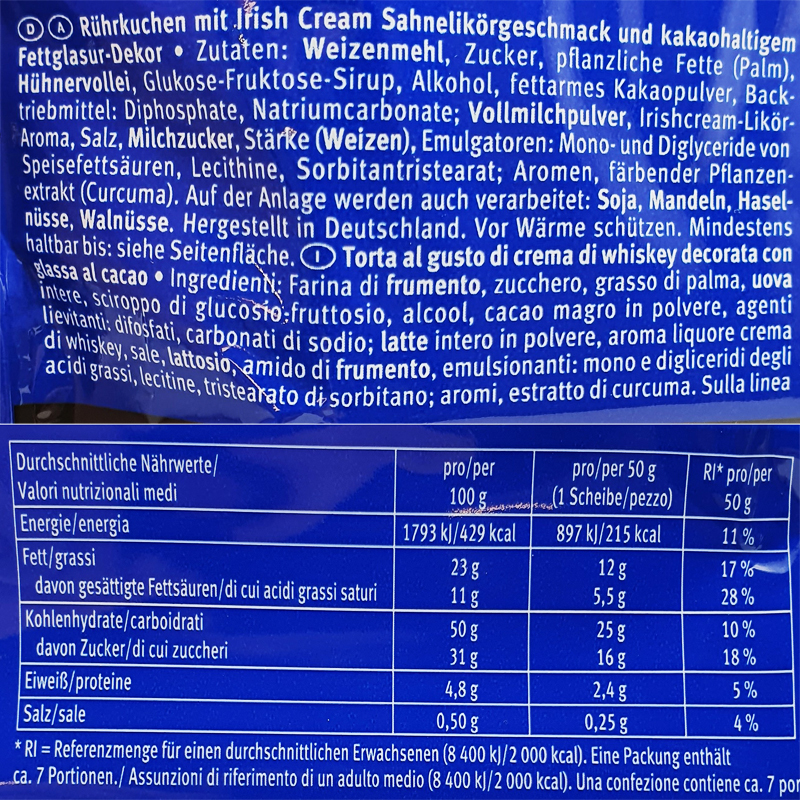 D A Rührkuchen mit Irish Cream Sahnelikörgeschmack und kakaohaltigem
Fettglasur-Dekor • Zutaten: Weizenmehl, Zucker, pflanzliche Fette (Palm),
Hühnervollei, Glukose-Fruktose-Sirup, Alkohol, fettarmes Kakaopulver, Back-
triebmittel: Diphosphate, Natriumcarbonate; Vollmilchpulver, Irishcream-Likör-
Aroma, Salz, Milchzucker, Stärke (Weizen), Emulgatoren: Mono- und Diglyceride von
Speisefettsäuren, Lecithine, Sorbitantristearat; Aromen, färbender Pflanzen-
extrakt (Curcuma). Auf der Anlage werden auch verarbeitet: Soja, Mandeln, Hasel-
nüsse, Walnüsse. Hergestellt in Deutschland. Vor Wärme schützen. Mindestens
haltbar bis: siehe Seitenfläche. I Torta al gusto di crema di whiskey decorata con
glassa al cacao • Ingredienti: Farina di frumento, zucchero, grasso di palma, uova
intere, sciroppo di glucosio-fruttosio, alcool, cacao magro in polvere, agenti
lievitanti: difosfati, carbonati di sodio; latte intero in polvere, aroma liquore crema
di whiskey, sale, lattosio, amido di frumento, emulsionanti: mono e digliceridi degli
acidi grassi, lecitine, tristearato di sorbitano; aromi, estratto di curcuma. Sulla linea
Durchschnittliche Nährwerte/ pro/per pro/per 50 g RI* pro/per
Valori nutrizionali medi 100 g (1 Scheibe/pezzo) 50 g
Energie/energia 1793 kJ/429 kcal 897 kJ/215 kcal 11 %
Fett/grassi 23 g 12 g 17 %
davon gesättigte Fettsäuren/di cui acidi grassi saturi 11 g 5,5 g 28 %
Kohlenhydrate/carboidrati 50 g 25 g 10 %
davon Zucker/di cui zuccheri 31 g 16 g 18 %
Eiweiß/proteine 4,8 g 2,4 g 5 %
Salz/sale 0,50 g 0,25 g 4 %
* RI = Referenzmenge für einen durchschnittlichen Erwachsenen (8 400 kJ/2 000 kcal). Eine Packung enthält
ca. 7 Portionen./ Assunzioni di riferimento di un adulto medio (8 400 kJ/2 000 kcal). Una confezione contiene ca. 7 por